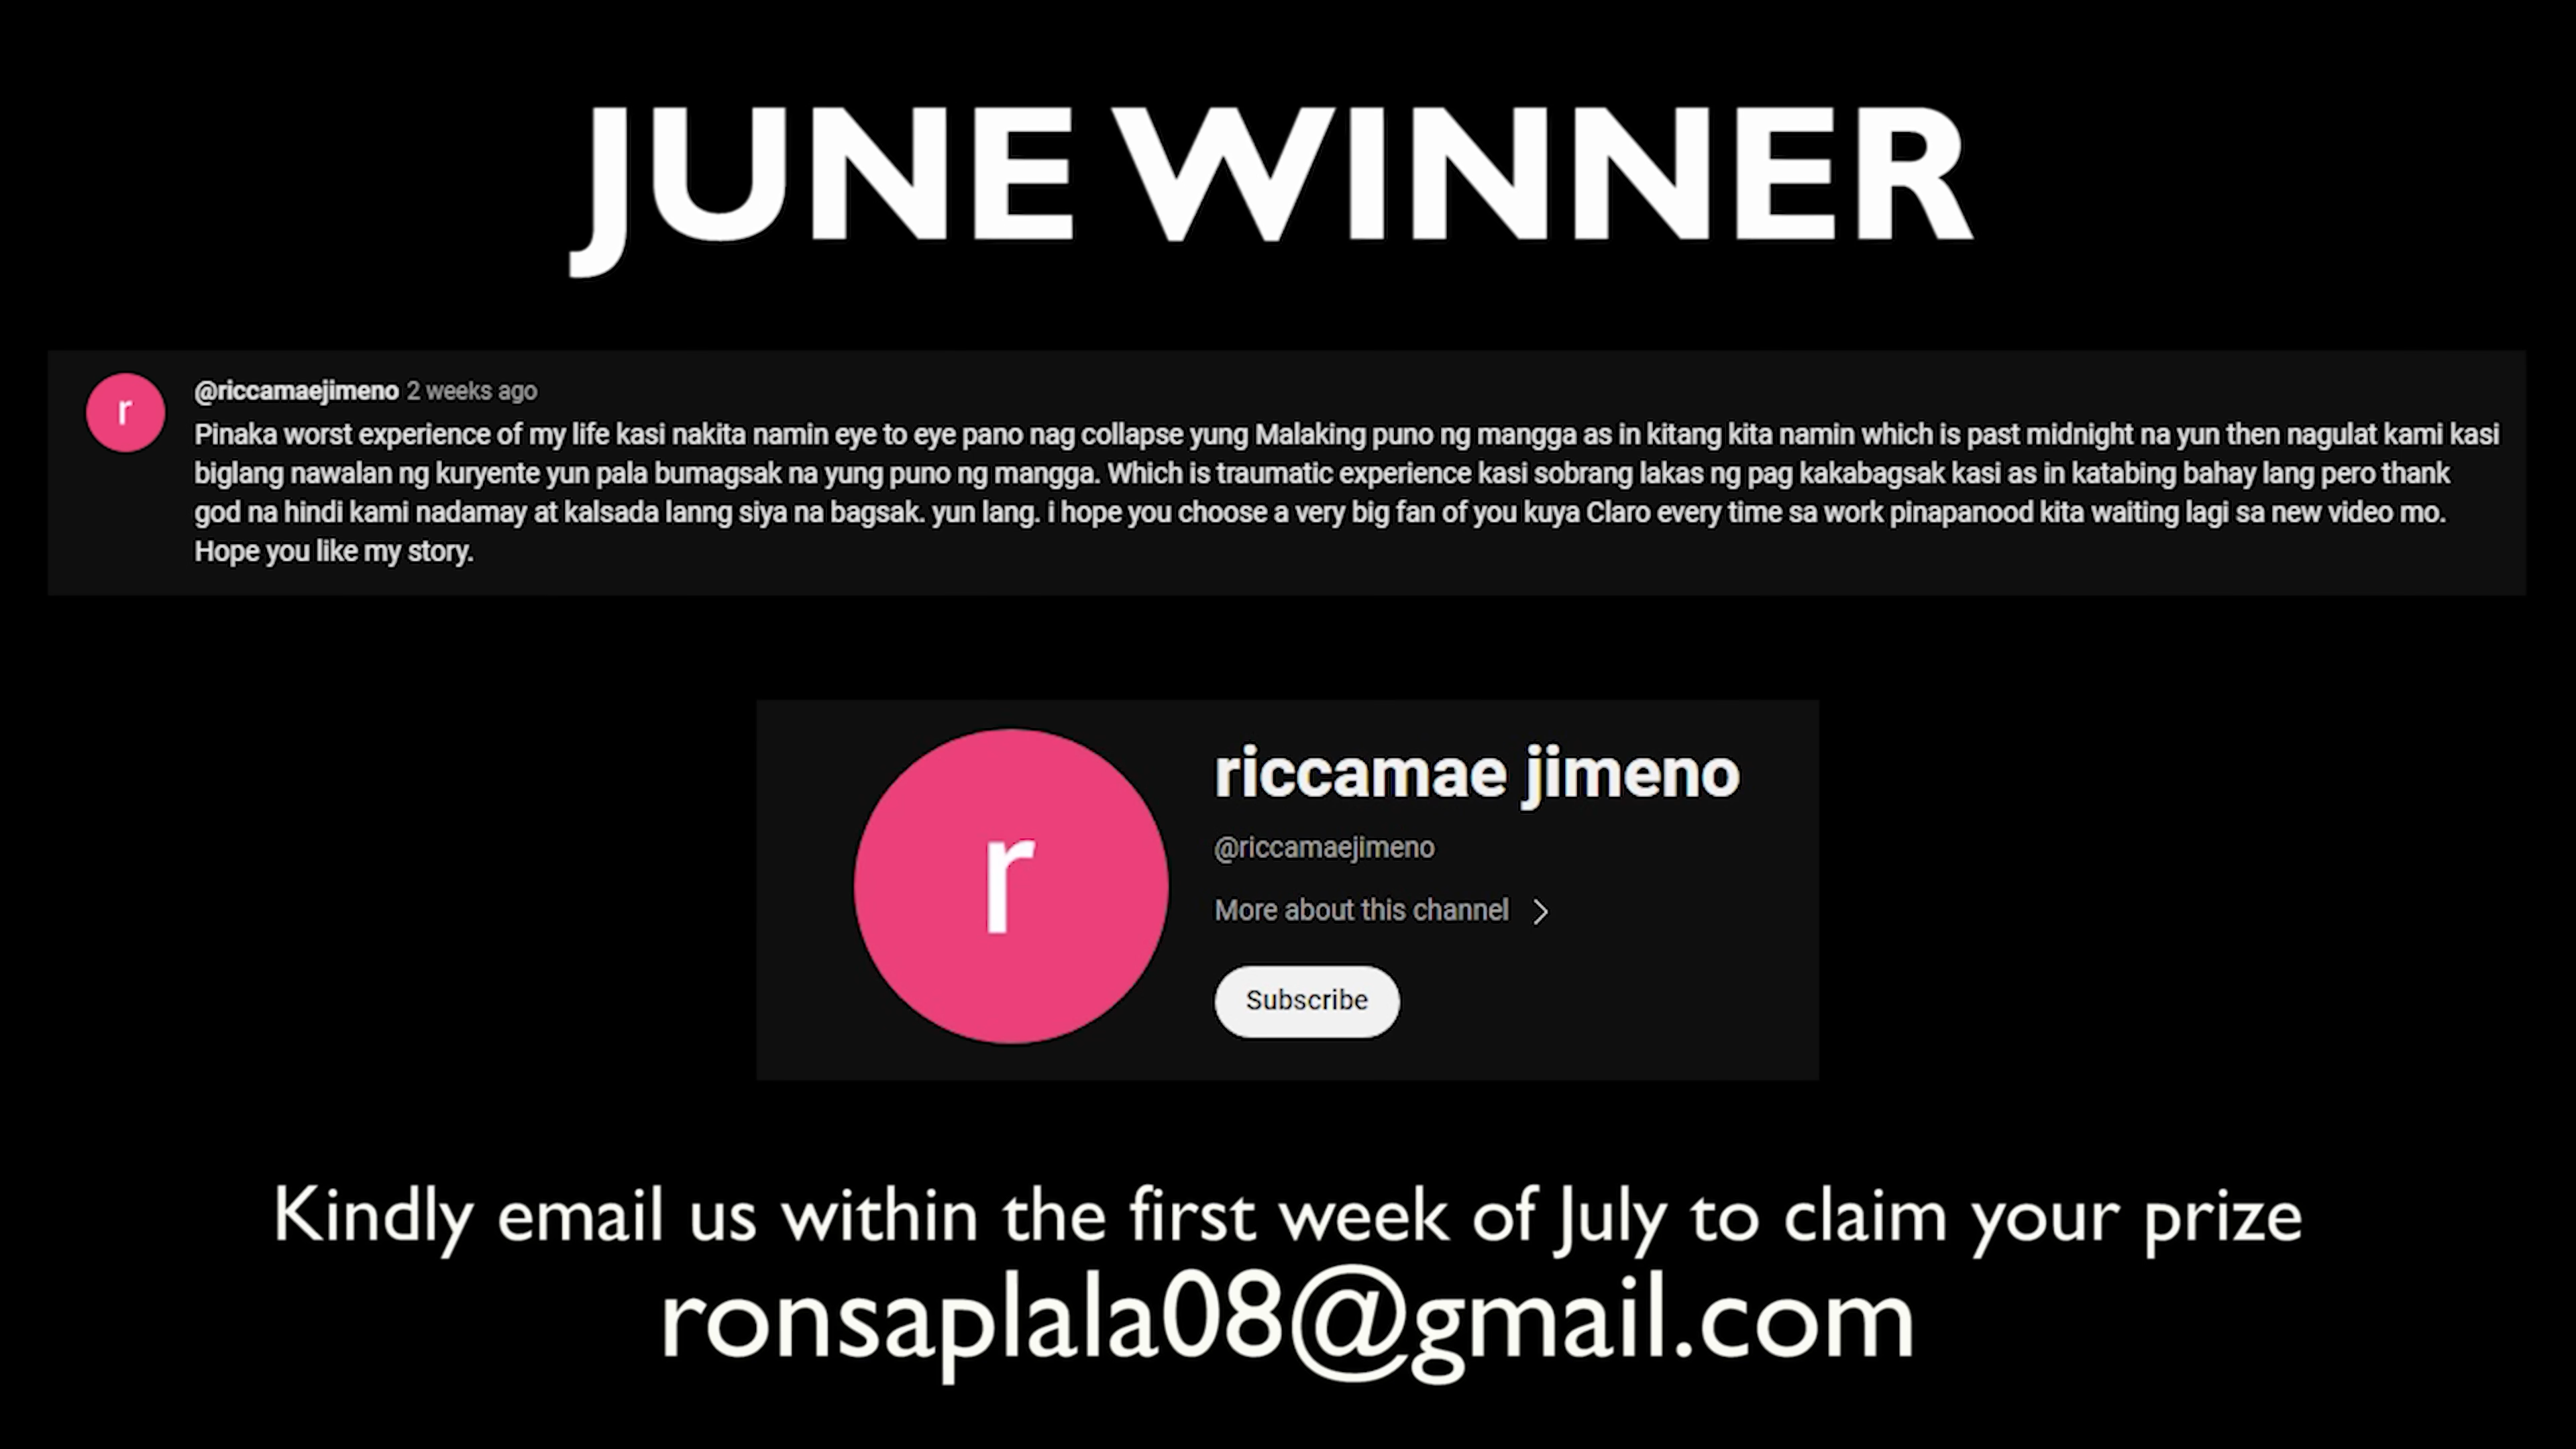 JUNE WINNER
r
@riccamaejimeno 2 weeks ago
Pinaka worst experience of my life kasi nakita namin eye to eye pano nag collapse yung Malaking puno ng mangga as in kitang kita namin which is past midnight na yun then nagulat kami kasi
biglang nawalan ng kuryente yun pala bumagsak na yung puno ng mangga. Which is traumatic experience kasi sobrang lakas ng pag kakabagsak kasi as in katabing bahay lang pero thank
god na hindi kami nadamay at kalsada lanng siya na bagsak. yun lang. i hope you choose a very big fan of you kuya Claro every time sa work pinapanood kita waiting lagi sa new video mo.
Hope you like my story.
r
riccamae jimeno
@riccamaejimeno
More about this channel >
Subscribe
Kindly email us within the first week of July to claim your prize
ronsaplala08@gmail.com